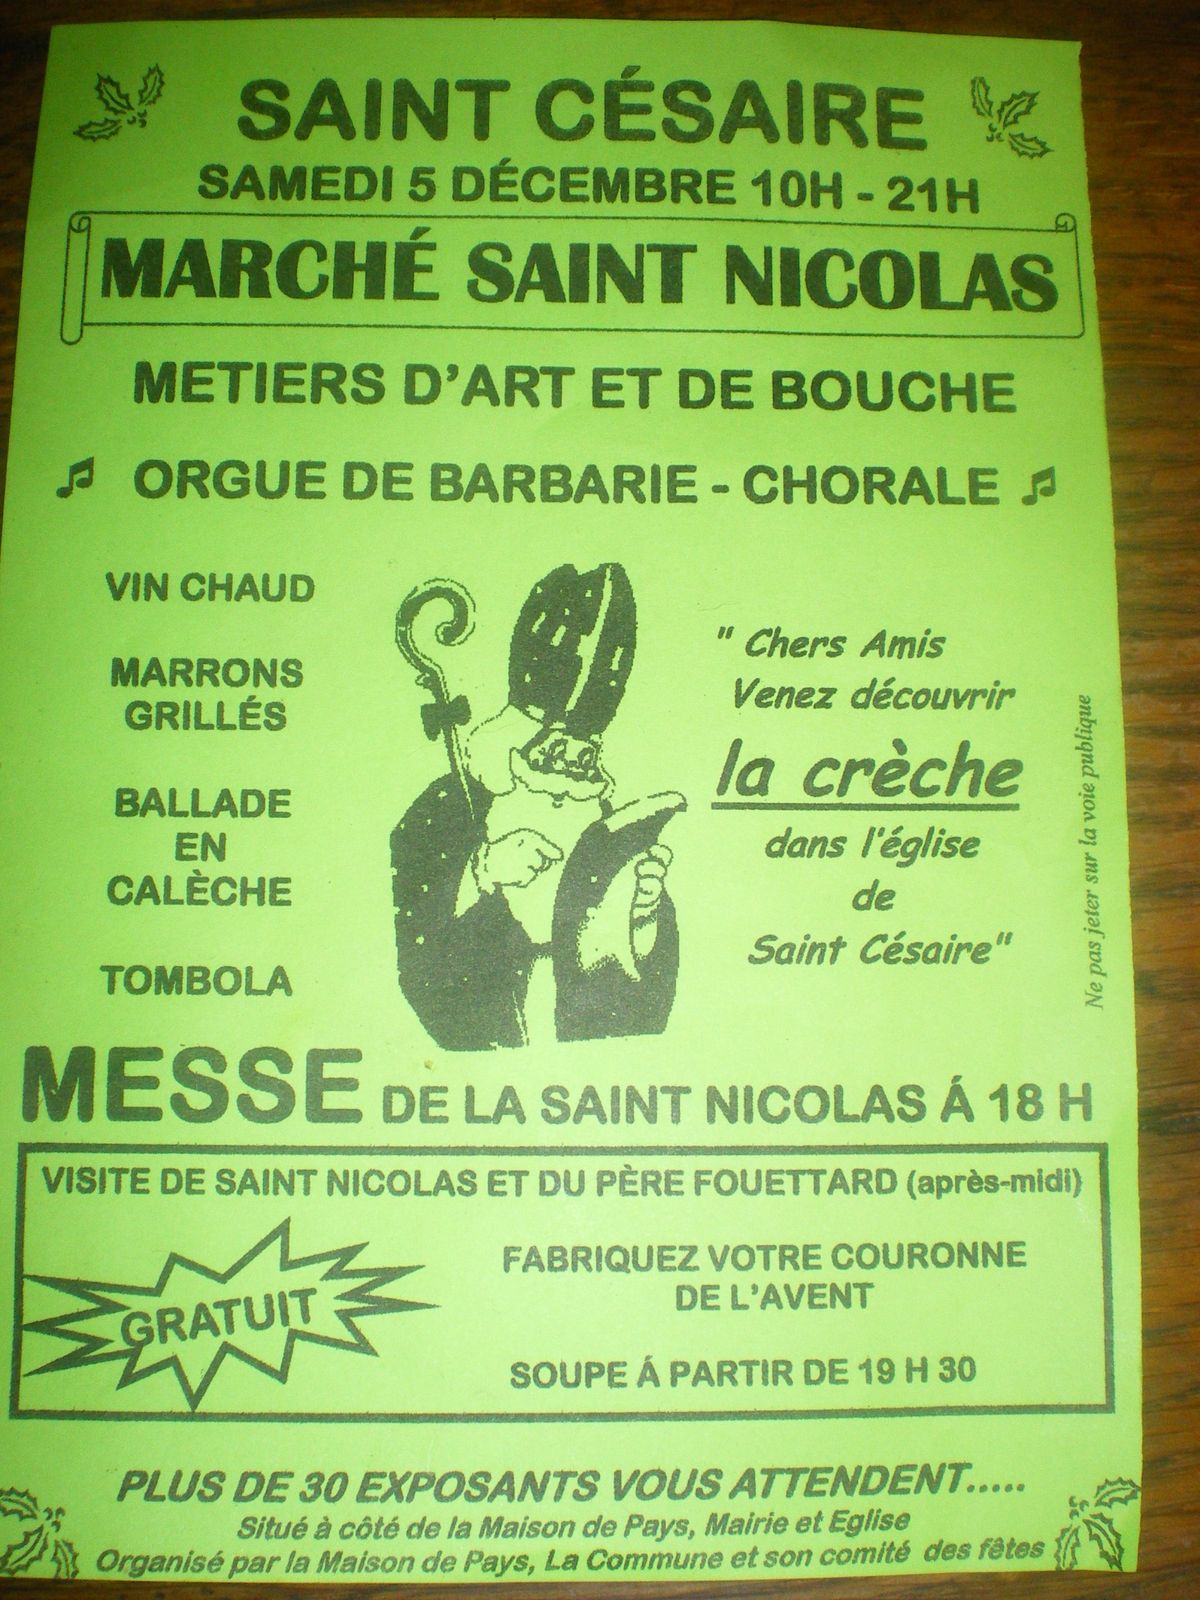 SAINT CÉSAIRE
SAMEDI 5 DÉCEMBRE 10H - 21H
MARCHÉ SAINT NICOLAS
METIERS D'ART ET DE BOUCHE
ORGUE DE BARBARIE - CHORALE
VIN CHAUD
MARRONS
GRILLÉS
BALLADE
EN
CALÈCHE
TOMBOLA
" Chers Amis
Venez découvrir
la crèche
dans l'église
de
Saint Césaire"
Ne pas jeter sur la voie publique
MESSE DE LA SAINT NICOLAS Á 18 H
VISITE DE SAINT NICOLAS ET DU PÈRE FOUETTARD (après-midi)
GRATUIT
FABRIQUEZ VOTRE COURONNE
DE L'AVENT
SOUPE Á PARTIR DE 19 H 30
PLUS DE 30 EXPOSANTS VOUS ATTENDENT.....
Situé à côté de la Maison de Pays, Mairie et Eglise
Organisé par la Maison de Pays, La Commune et son comité des fêtes